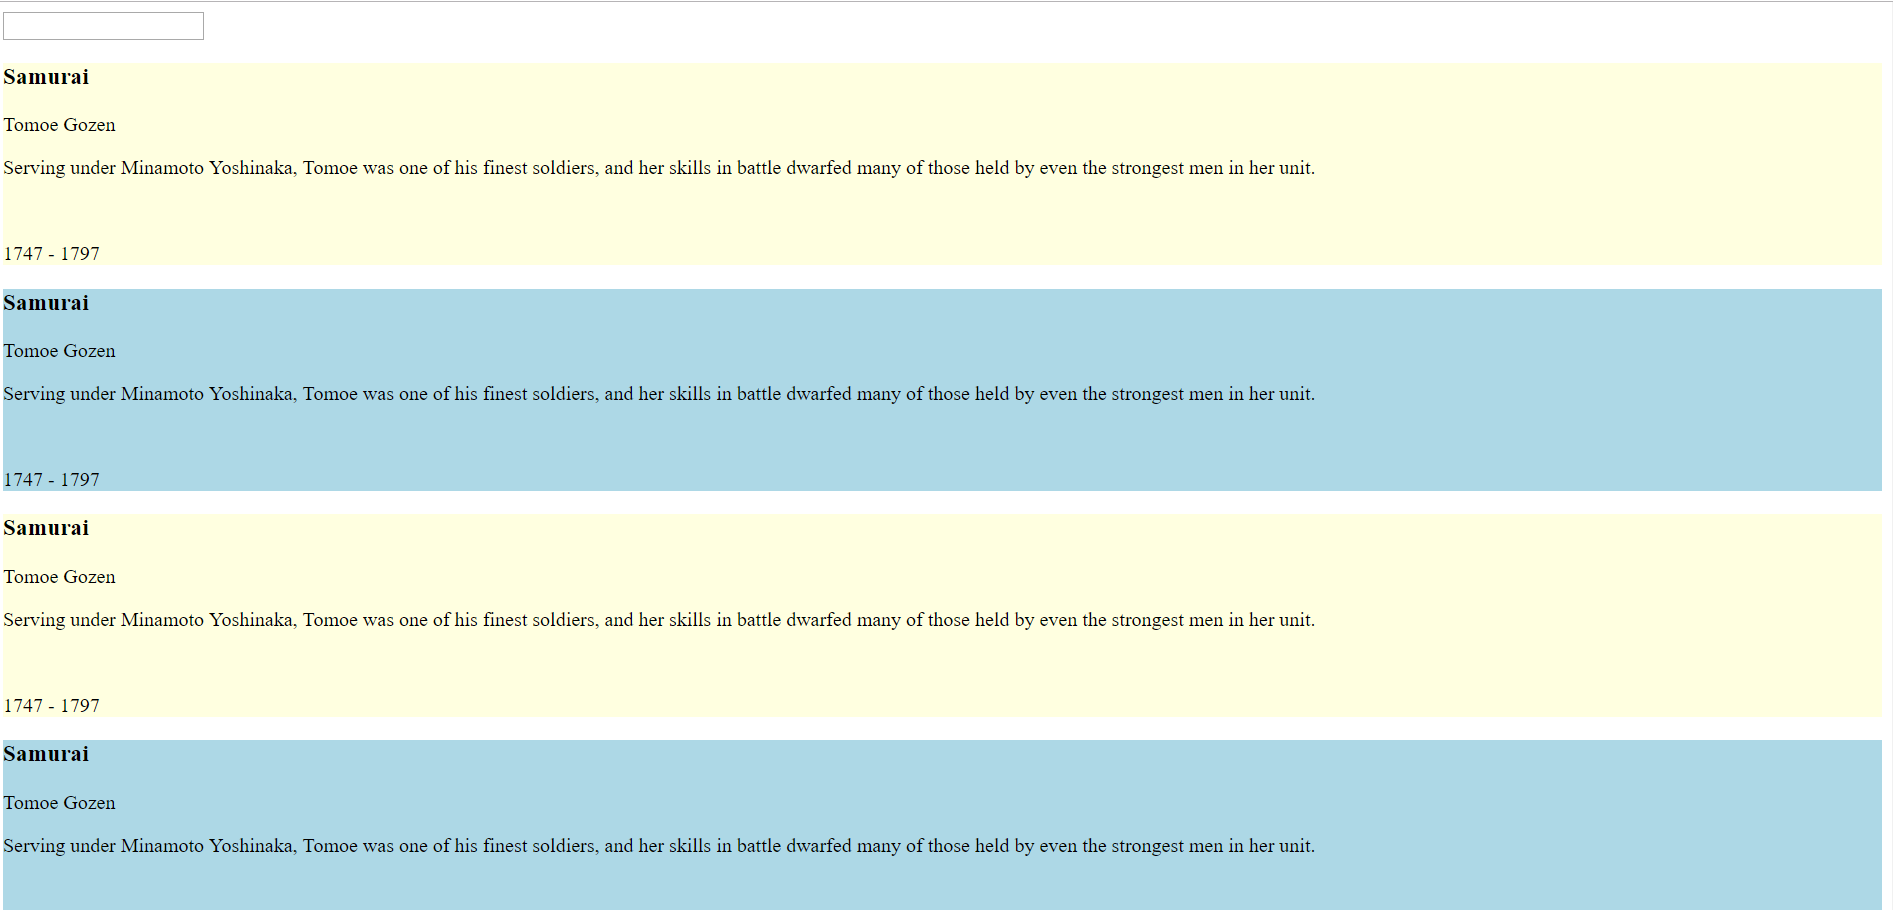 Samurai
Tomoe Gozen
Serving under Minamoto Yoshinaka, Tomoe was one of his finest soldiers, and her skills in battle dwarfed many of those held by even the strongest men in her unit.
1747 - 1797
Samurai
Tomoe Gozen
Serving under Minamoto Yoshinaka, Tomoe was one of his finest soldiers, and her skills in battle dwarfed many of those held by even the strongest men in her unit.
1747 - 1797
Samurai
Tomoe Gozen
Serving under Minamoto Yoshinaka, Tomoe was one of his finest soldiers, and her skills in battle dwarfed many of those held by even the strongest men in her unit.
1747 - 1797
Samurai
Tomoe Gozen
Serving under Minamoto Yoshinaka, Tomoe was one of his finest soldiers, and her skills in battle dwarfed many of those held by even the strongest men in her unit.